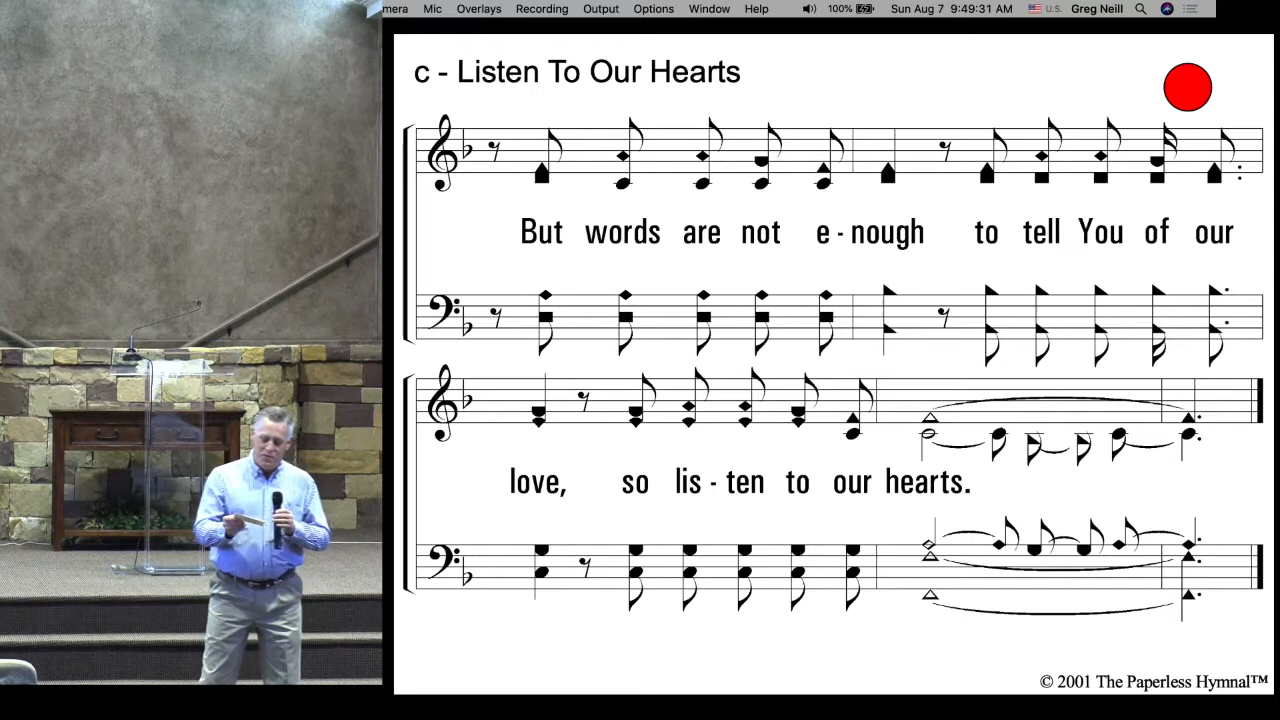 mera Mic Overlays Recording Output Options Window Help 100% Sun Aug 7 9:49:31 AM U.S. Greg Neill
c - Listen To Our Hearts
But words are not e - nough to tell You of our
love, so lis - ten to our hearts.
© 2001 The Paperless Hymnal™